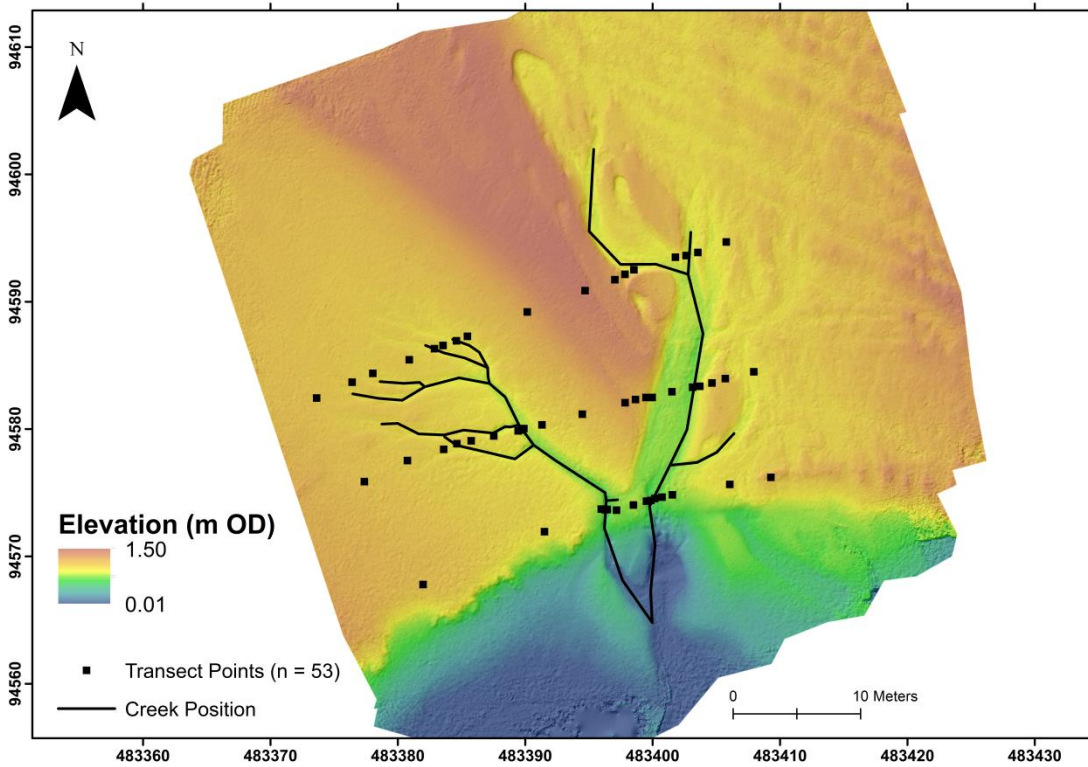 94610
94600
94590
94580
94570
94560
N
Elevation (m OD)
1.50
0.01
Transect Points (n = 53)
Creek Position
0 10 Meters
483360 483370 483380 483390 483400 483410 483420 483430